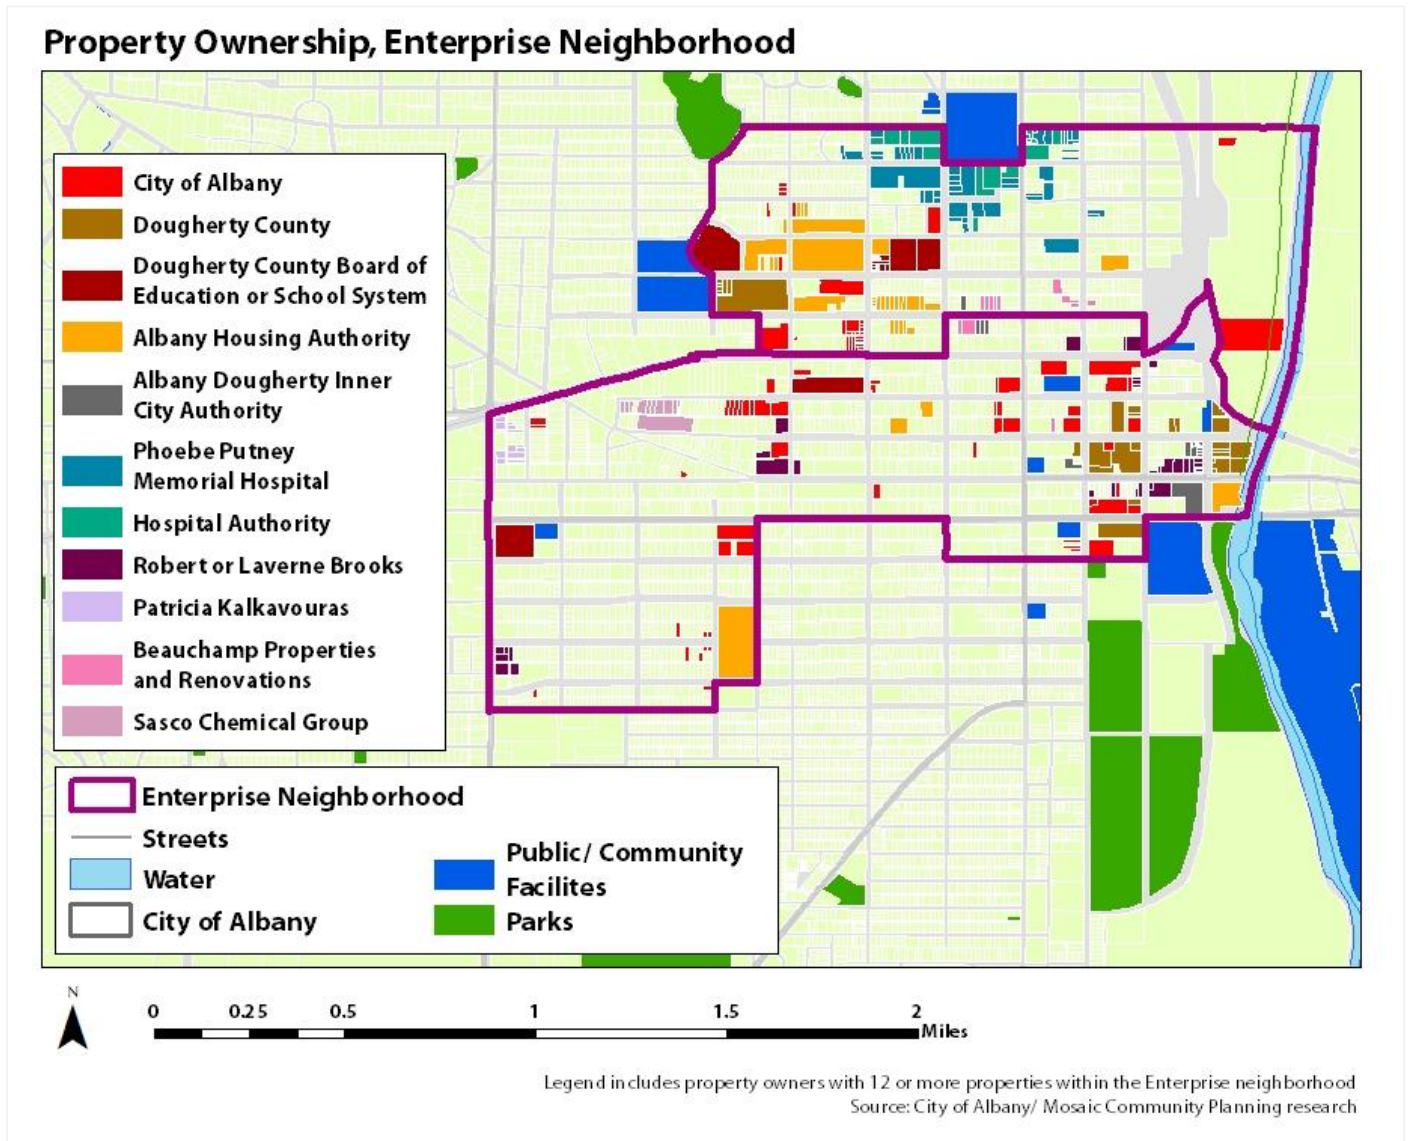 Property Ownership, Enterprise Neighborhood
City of Albany
Dougherty County
Dougherty County Board of
Education or School System
Albany Housing Authority
Albany Dougherty Inner
City Authority
Phoebe Putney
Memorial Hospital
Hospital Authority
Robert or Laverne Brooks
Patricia Kalkavouras
Beauchamp Properties
and Renovations
Sasco Chemical Group
Enterprise Neighborhood
Streets
Water
City of Albany
Public/ Community
Facilites
Parks
N
0 0.25 0.5 1 1.5 2
Miles
Legend includes property owners with 12 or more properties within the Enterprise neighborhood
Source: City of Albany/ Mosaic Community Planning research